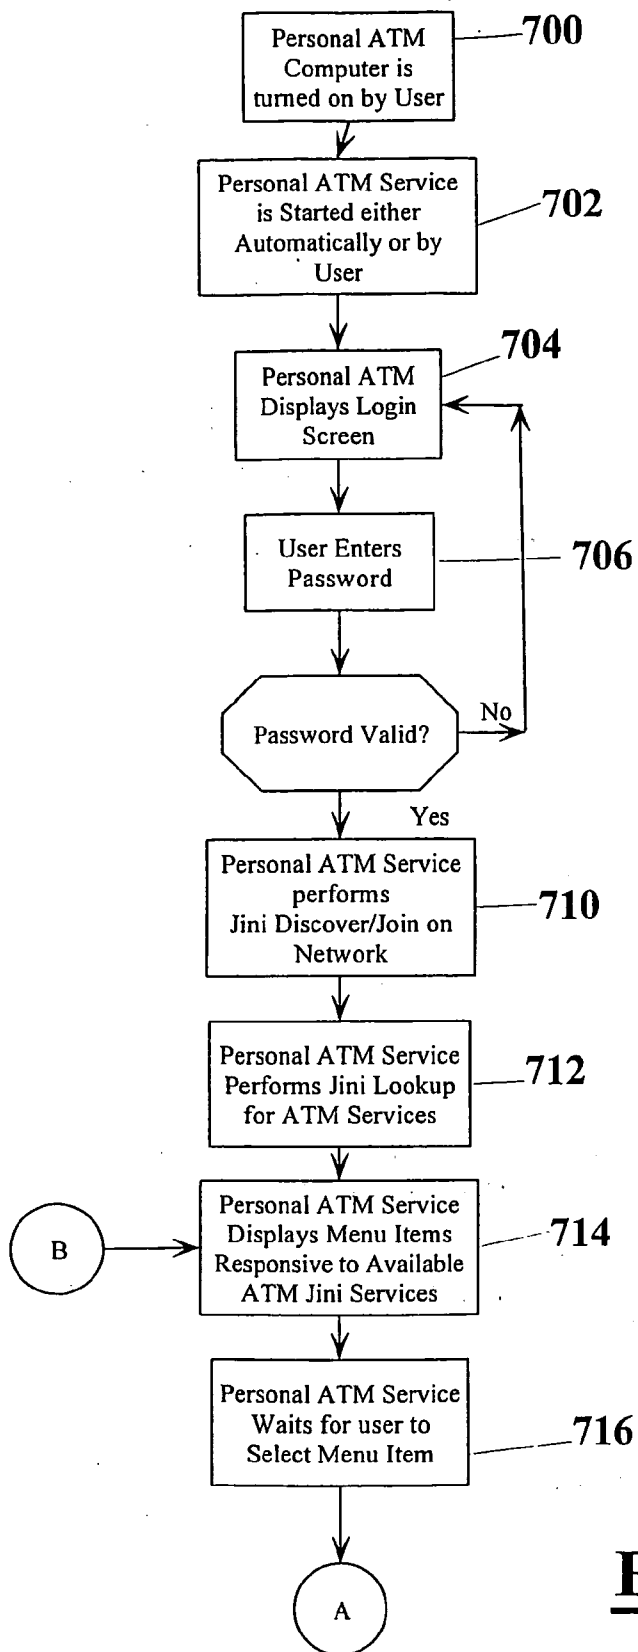 Personal ATM
Computer is
turned on by User
700
Personal ATM Service
is Started either
Automatically or by
User
702
Personal ATM
Displays Login
Screen
704
User Enters
Password
706
Password Valid?
No
Yes
Personal ATM Service
performs
Jini Discover/Join on
Network
710
Personal ATM Service
Performs Jini Lookup
for ATM Services
712
B
Personal ATM Service
Displays Menu Items
Responsive to Available
ATM Jini Services
714
Personal ATM Service
Waits for user to
Select Menu Item
716
A